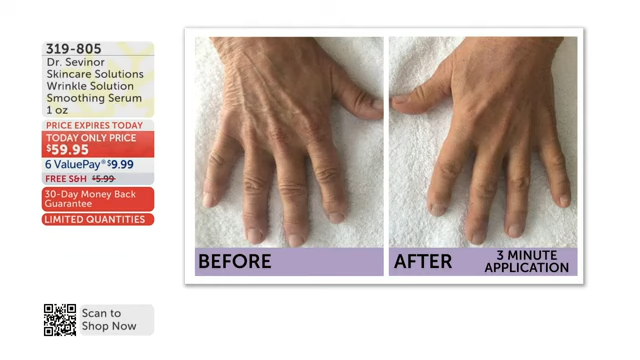 319-805
Dr. Sevinor
Skincare Solutions
Wrinkle Solution
Smoothing Serum
1 oz
PRICE EXPIRES TODAY
TODAY ONLY PRICE
$59.95
6 ValuePay® $9.99
FREE S&H $5.99
30-Day Money Back
Guarantee
LIMITED QUANTITIES
Scan to
Shop Now
BEFORE
AFTER
3 MINUTE
APPLICATION